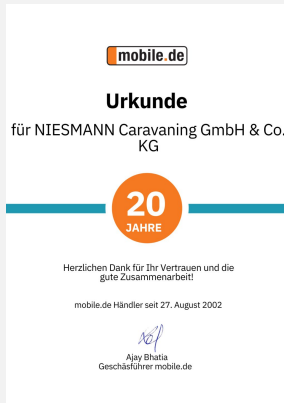 mobile.de
Urkunde
für NIESMANN Caravaning GmbH & Co.
KG
20
JAHRE
Herzlichen Dank für Ihr Vertrauen und die
gute Zusammenarbeit!
mobile.de Händler seit 27. August 2002
Ajay Bhatia
Geschäsführer mobile.de